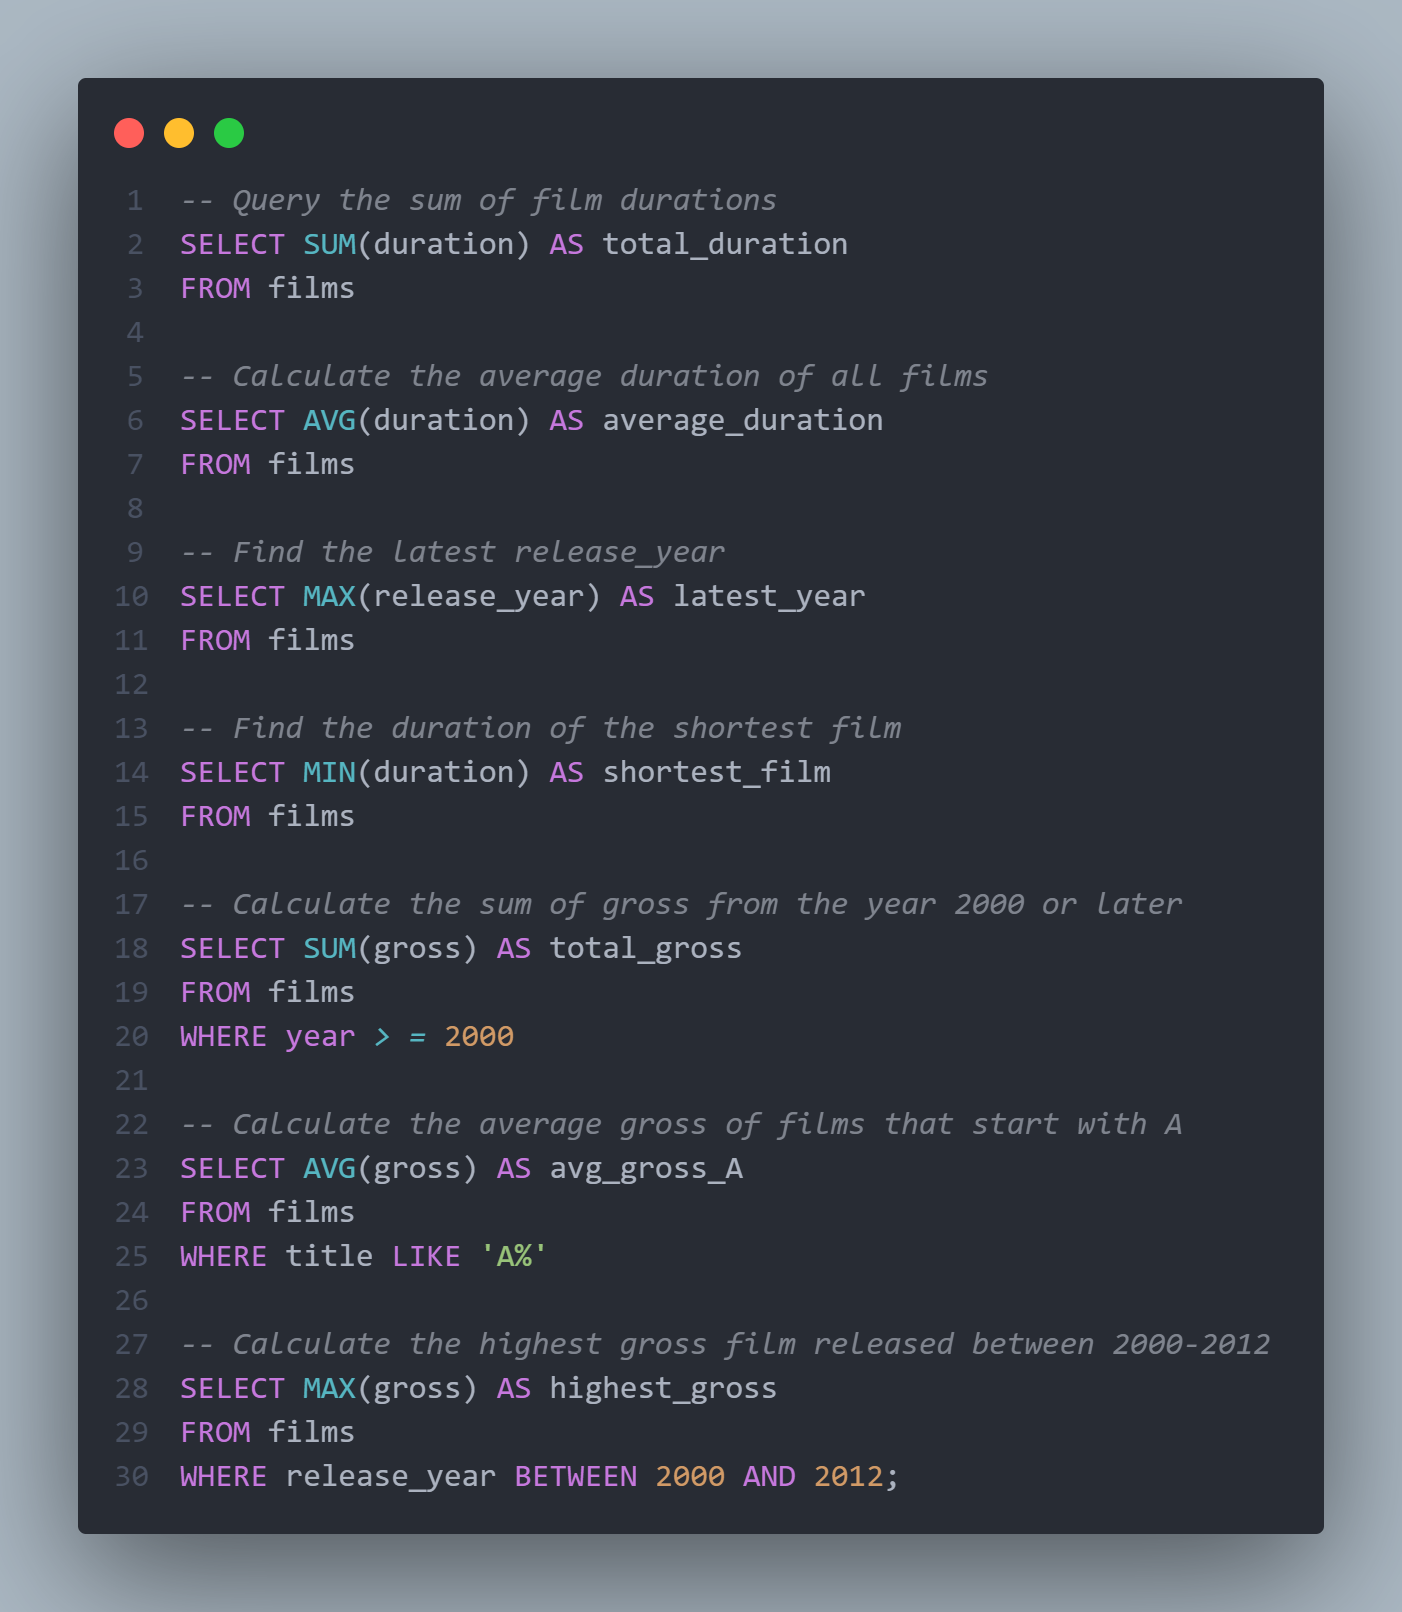 1 -- Query the sum of film durations
2 SELECT SUM(duration) AS total_duration
3 FROM films
4
5 -- Calculate the average duration of all films
6 SELECT AVG(duration) AS average_duration
7 FROM films
8
9 -- Find the latest release_year
10 SELECT MAX(release_year) AS latest_year
11 FROM films
12
13 -- Find the duration of the shortest film
14 SELECT MIN(duration) AS shortest_film
15 FROM films
16
17 -- Calculate the sum of gross from the year 2000 or later
18 SELECT SUM(gross) AS total_gross
19 FROM films
20 WHERE year > = 2000
21
22 -- Calculate the average gross of films that start with A
23 SELECT AVG(gross) AS avg_gross_A
24 FROM films
25 WHERE title LIKE 'A%'
26
27 -- Calculate the highest gross film released between 2000-2012
28 SELECT MAX(gross) AS highest_gross
29 FROM films
30 WHERE release_year BETWEEN 2000 AND 2012;